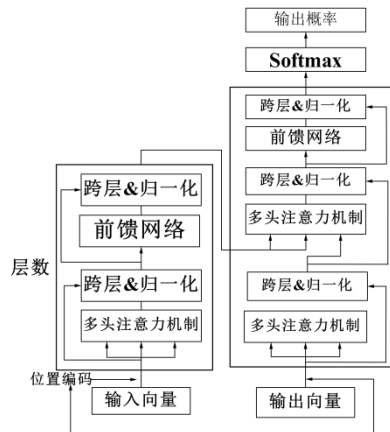 输出概率
Softmax
跨层&归一化
前馈网络
跨层&归一化
多头注意力机制
跨层&归一化
多头注意力机制
输出向量
跨层&归一化
前馈网络
跨层&归一化
多头注意力机制
层数
位置编码
输入向量